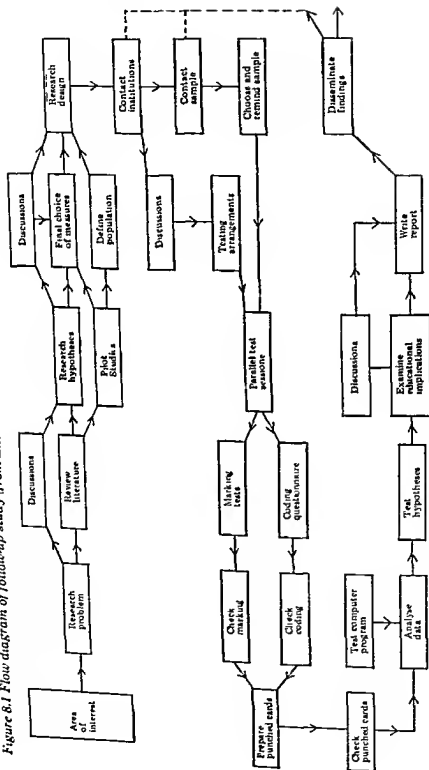 Figure 8.1 Flow diagram of follow-up study (from
Area
of
interest
Research
problem
Discussions
Review
literature
Research
hypotheses
Pilot
Studies
Discussions
Final choice
of measures
Define
population
Research
design
Contact
institutions
Contact
sample
Choose and
remind sample
Discussions
Testing
arrangements
Parallel test
sessions
Marking
tests
Coding
questionnaire
Check
marking
Check
coding
Prepare
punched cards
Check
punched cards
Test computer
program
Analyse
data
Test
hypotheses
Discussions
Examine
educational
implications
Write
report
Disseminate
findings